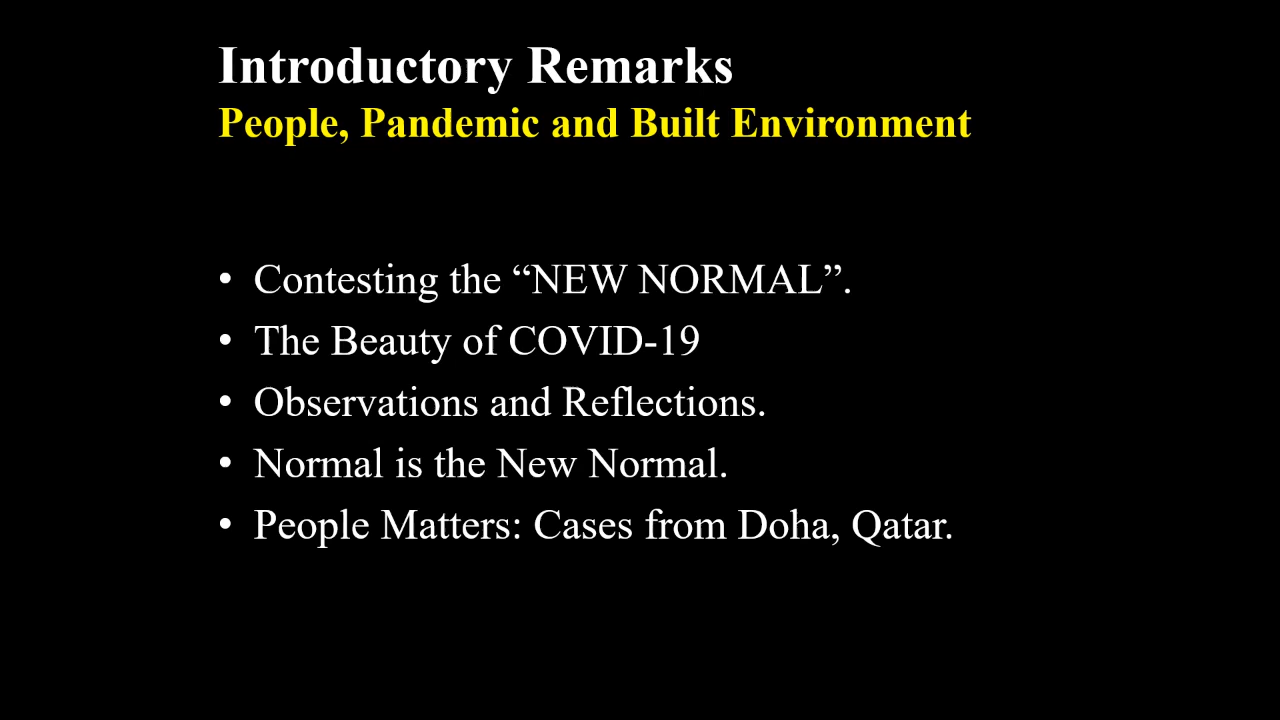 Introductory Remarks
People, Pandemic and Built Environment
• Contesting the “NEW NORMAL”.
• The Beauty of COVID-19
• Observations and Reflections.
• Normal is the New Normal.
• People Matters: Cases from Doha, Qatar.